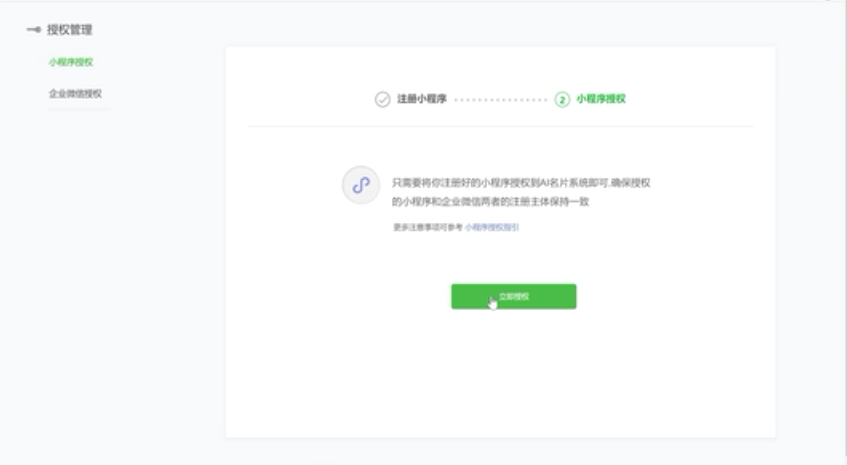 授权管理
小程序授权
企业微信授权
注册小程序
2 小程序授权
只需要将你注册好的小程序授权到AI名片系统即可,确保授权
的小程序和企业微信两者的注册主体保持一致
更多注意事项可参考 小程序授权指引
立即授权